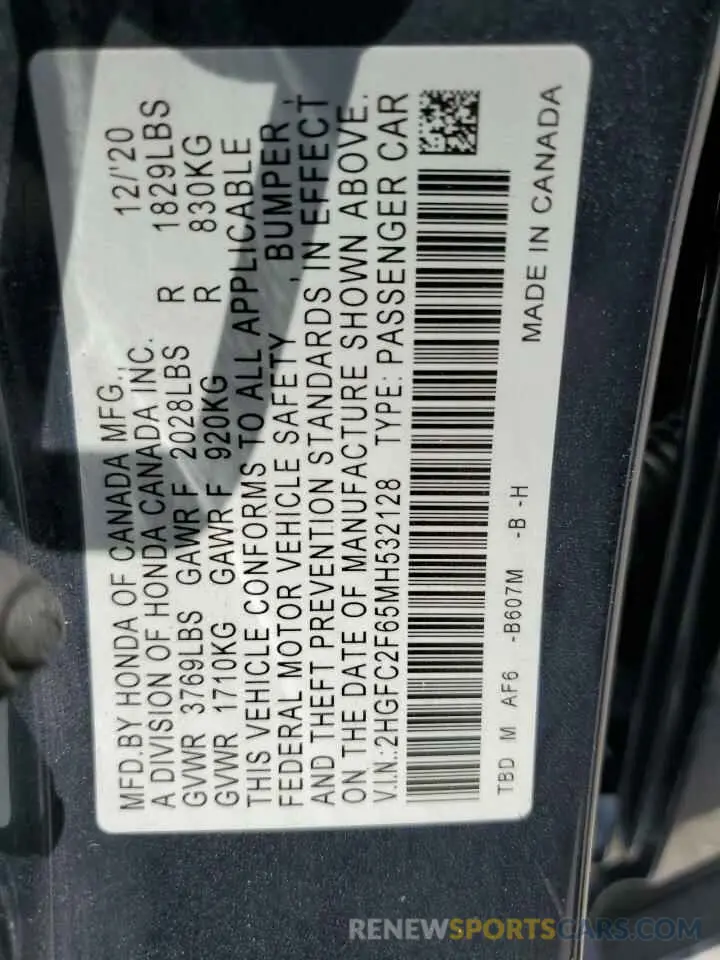 MFD.BY HONDA OF CANADA MFG., 12/'20
A DIVISION OF HONDA CANADA INC.
GVWR 3769LBS GAWR F 2028LBS R 1829LBS
GVWR 1710KG GAWR F 920KG R 830KG
THIS VEHICLE CONFORMS TO ALL APPLICABLE
FEDERAL MOTOR VEHICLE SAFETY , BUMPER ,
AND THEFT PREVENTION STANDARDS IN EFFECT
ON THE DATE OF MANUFACTURE SHOWN ABOVE.
V.I.N.:2HGFC2F65MH532128 TYPE: PASSENGER CAR
TBD M AF6 -B607M -B -H
MADE IN CANADA
RENEWSPORTSCARS.COM